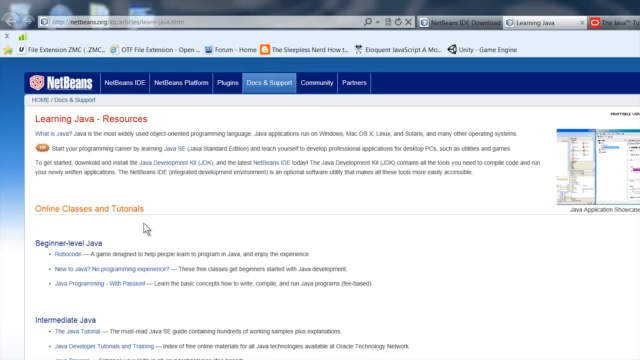 http://netbeans.org/kb/articles/learn-java.html
NetBeans IDE Download
Learning Java
The Java™ Tu
File Extension ZMC (.ZMC...
OTF File Extension - Open ...
Forum - Home
The Sleepless Nerd How t...
Eloquent JavaScript A Mo...
Unity - Game Engine
NetBeans
NetBeans IDE
NetBeans Platform
Plugins
Docs & Support
Community
Partners
HOME / Docs & Support
PRINTABLE VER
Learning Java - Resources
What is Java? Java is the most widely used object-oriented programming language. Java applications run on Windows, Mac OS X, Linux, and Solaris, and many other operating systems.
TIP Start your programming career by learning Java SE (Java Standard Edition) and teach yourself to develop professional applications for desktop PCs, such as utilities and games.
To get started, download and install the Java Development Kit (JDK), and the latest NetBeans IDE today! The Java Development Kit (JDK) contains all the tools you need to compile code and run
your newly written applications. The NetBeans IDE (integrated development environment) is an optional software utility that makes all these tools more easily accessible.
Java Application Showcase
Online Classes and Tutorials
Beginner-level Java
Robocode — A game designed to help people learn to program in Java, and enjoy the experience.
New to Java? No programming experience? — These free classes get beginners started with Java development.
Java Programming - With Passion! — Learn the basic concepts how to write, compile, and run Java programs (fee-based).
Intermediate Java
The Java Tutorial — The must-read Java SE guide containing hundreds of working samples plus explanations.
Java Developer Tutorials and Training — Index of free online materials for all Java technologies available at Oracle Technology Network.